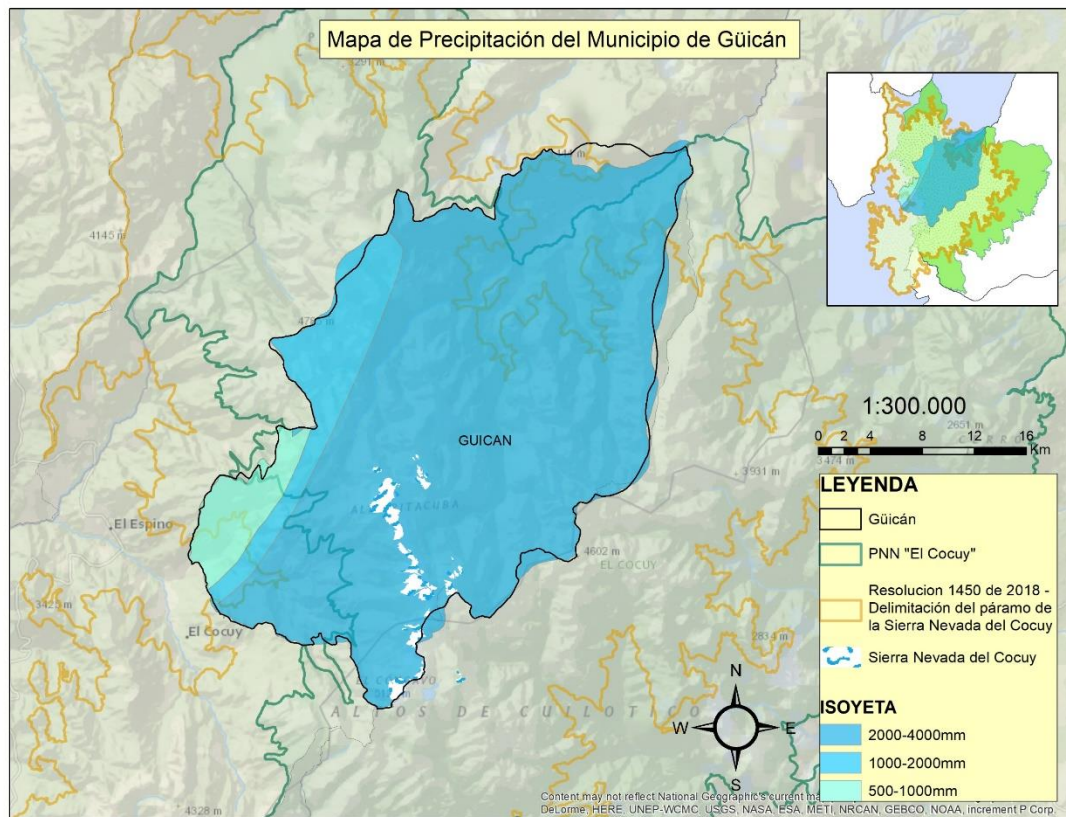 Mapa de Precipitación del Municipio de Güicán
4145 m
GUICAN
El Espino
El Cocuy
3931 m
3474 m
2651 m
4602 m
EL COCUY
2834 m
4328 m
ALTOS DE CUILOTICO
1:300.000
0 2 4 8 12 16
Km
N
W
E
S
LEYENDA
Güicán
PNN "El Cocuy"
Resolucion 1450 de 2018 -
Delimitación del páramo de
la Sierra Nevada del Cocuy
Sierra Nevada del Cocuy
ISOYETA
2000-4000mm
1000-2000mm
500-1000mm
Content may not reflect National Geographic's current ma
DeLorme, HERE, UNEP-WCMC, USGS, NASA, ESA, METI, NRCAN, GEBCO, NOAA, increment P Corp.